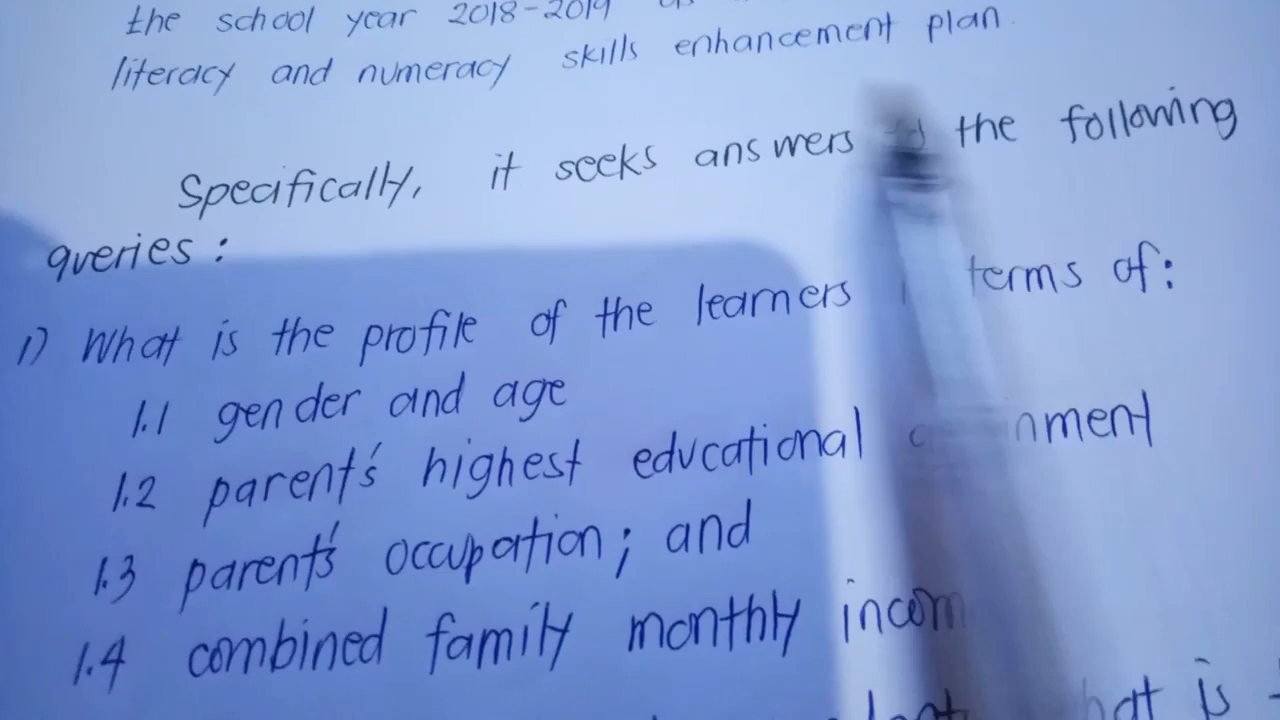 the school year 2018-2019
literacy and numeracy skills enhancement plan.
Specifically, it seeks answers the following
queries:
1) What is the profile of the learners terms of:
1.1 gender and age
1.2 parent's highest educational
1.3 parent's occupation; and
1.4 combined family monthly incom
is